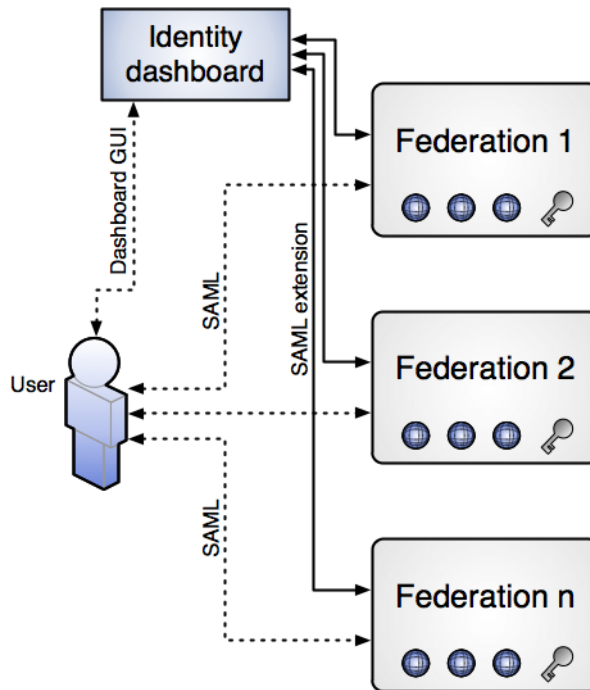 Identity
dashboard
Federation 1
Dashboard GUI
SAML
SAML extension
User
Federation 2
SAML
Federation n